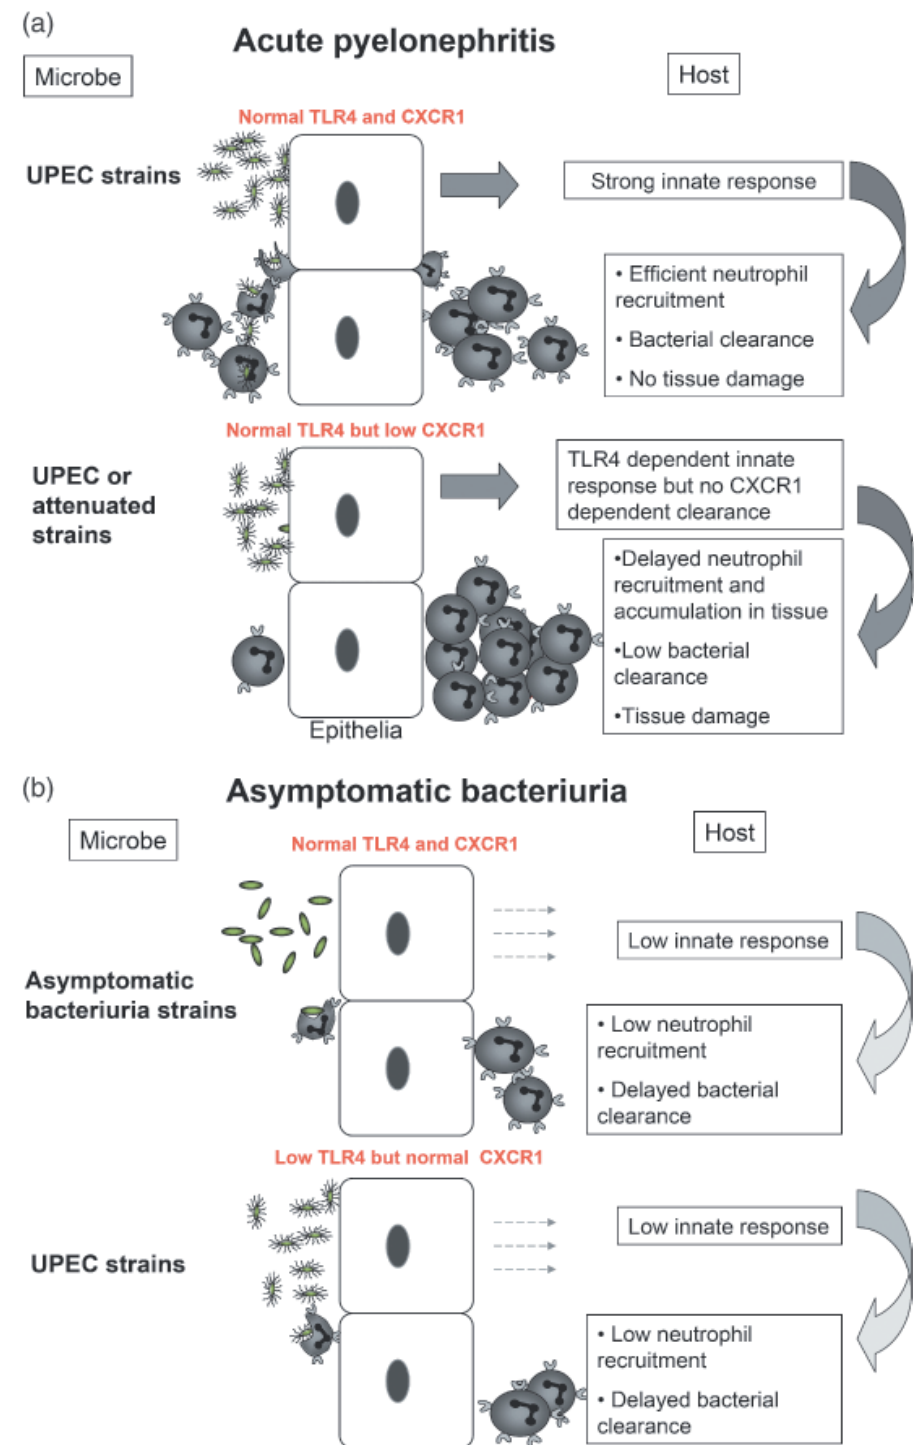 (a)
Acute pyelonephritis
Microbe
Host
Normal TLR4 and CXCR1
UPEC strains
Strong innate response
• Efficient neutrophil
recruitment
• Bacterial clearance
• No tissue damage
Normal TLR4 but low CXCR1
UPEC or
attenuated
strains
TLR4 dependent innate
response but no CXCR1
dependent clearance
•Delayed neutrophil
recruitment and
accumulation in tissue
•Low bacterial
clearance
•Tissue damage
Epithelia
(b)
Asymptomatic bacteriuria
Microbe
Host
Normal TLR4 and CXCR1
Asymptomatic
bacteriuria strains
Low innate response
• Low neutrophil
recruitment
• Delayed bacterial
clearance
Low TLR4 but normal CXCR1
UPEC strains
Low innate response
• Low neutrophil
recruitment
• Delayed bacterial
clearance